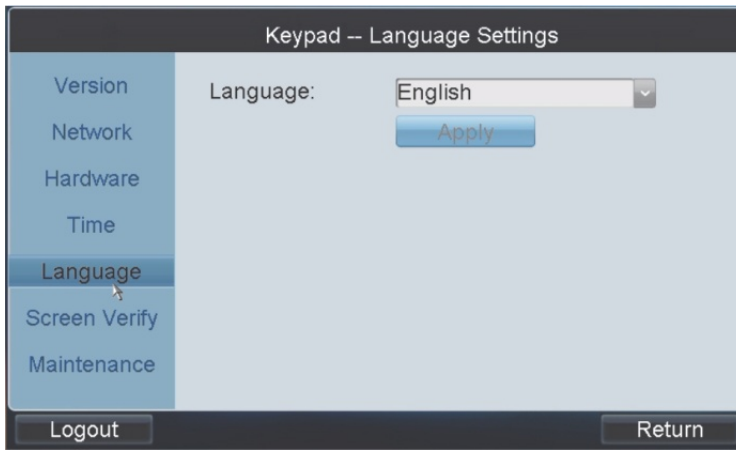 Keypad -- Language Settings
Version
Network
Hardware
Time
Language
Screen Verify
Maintenance
Language: English
Apply
Logout Return